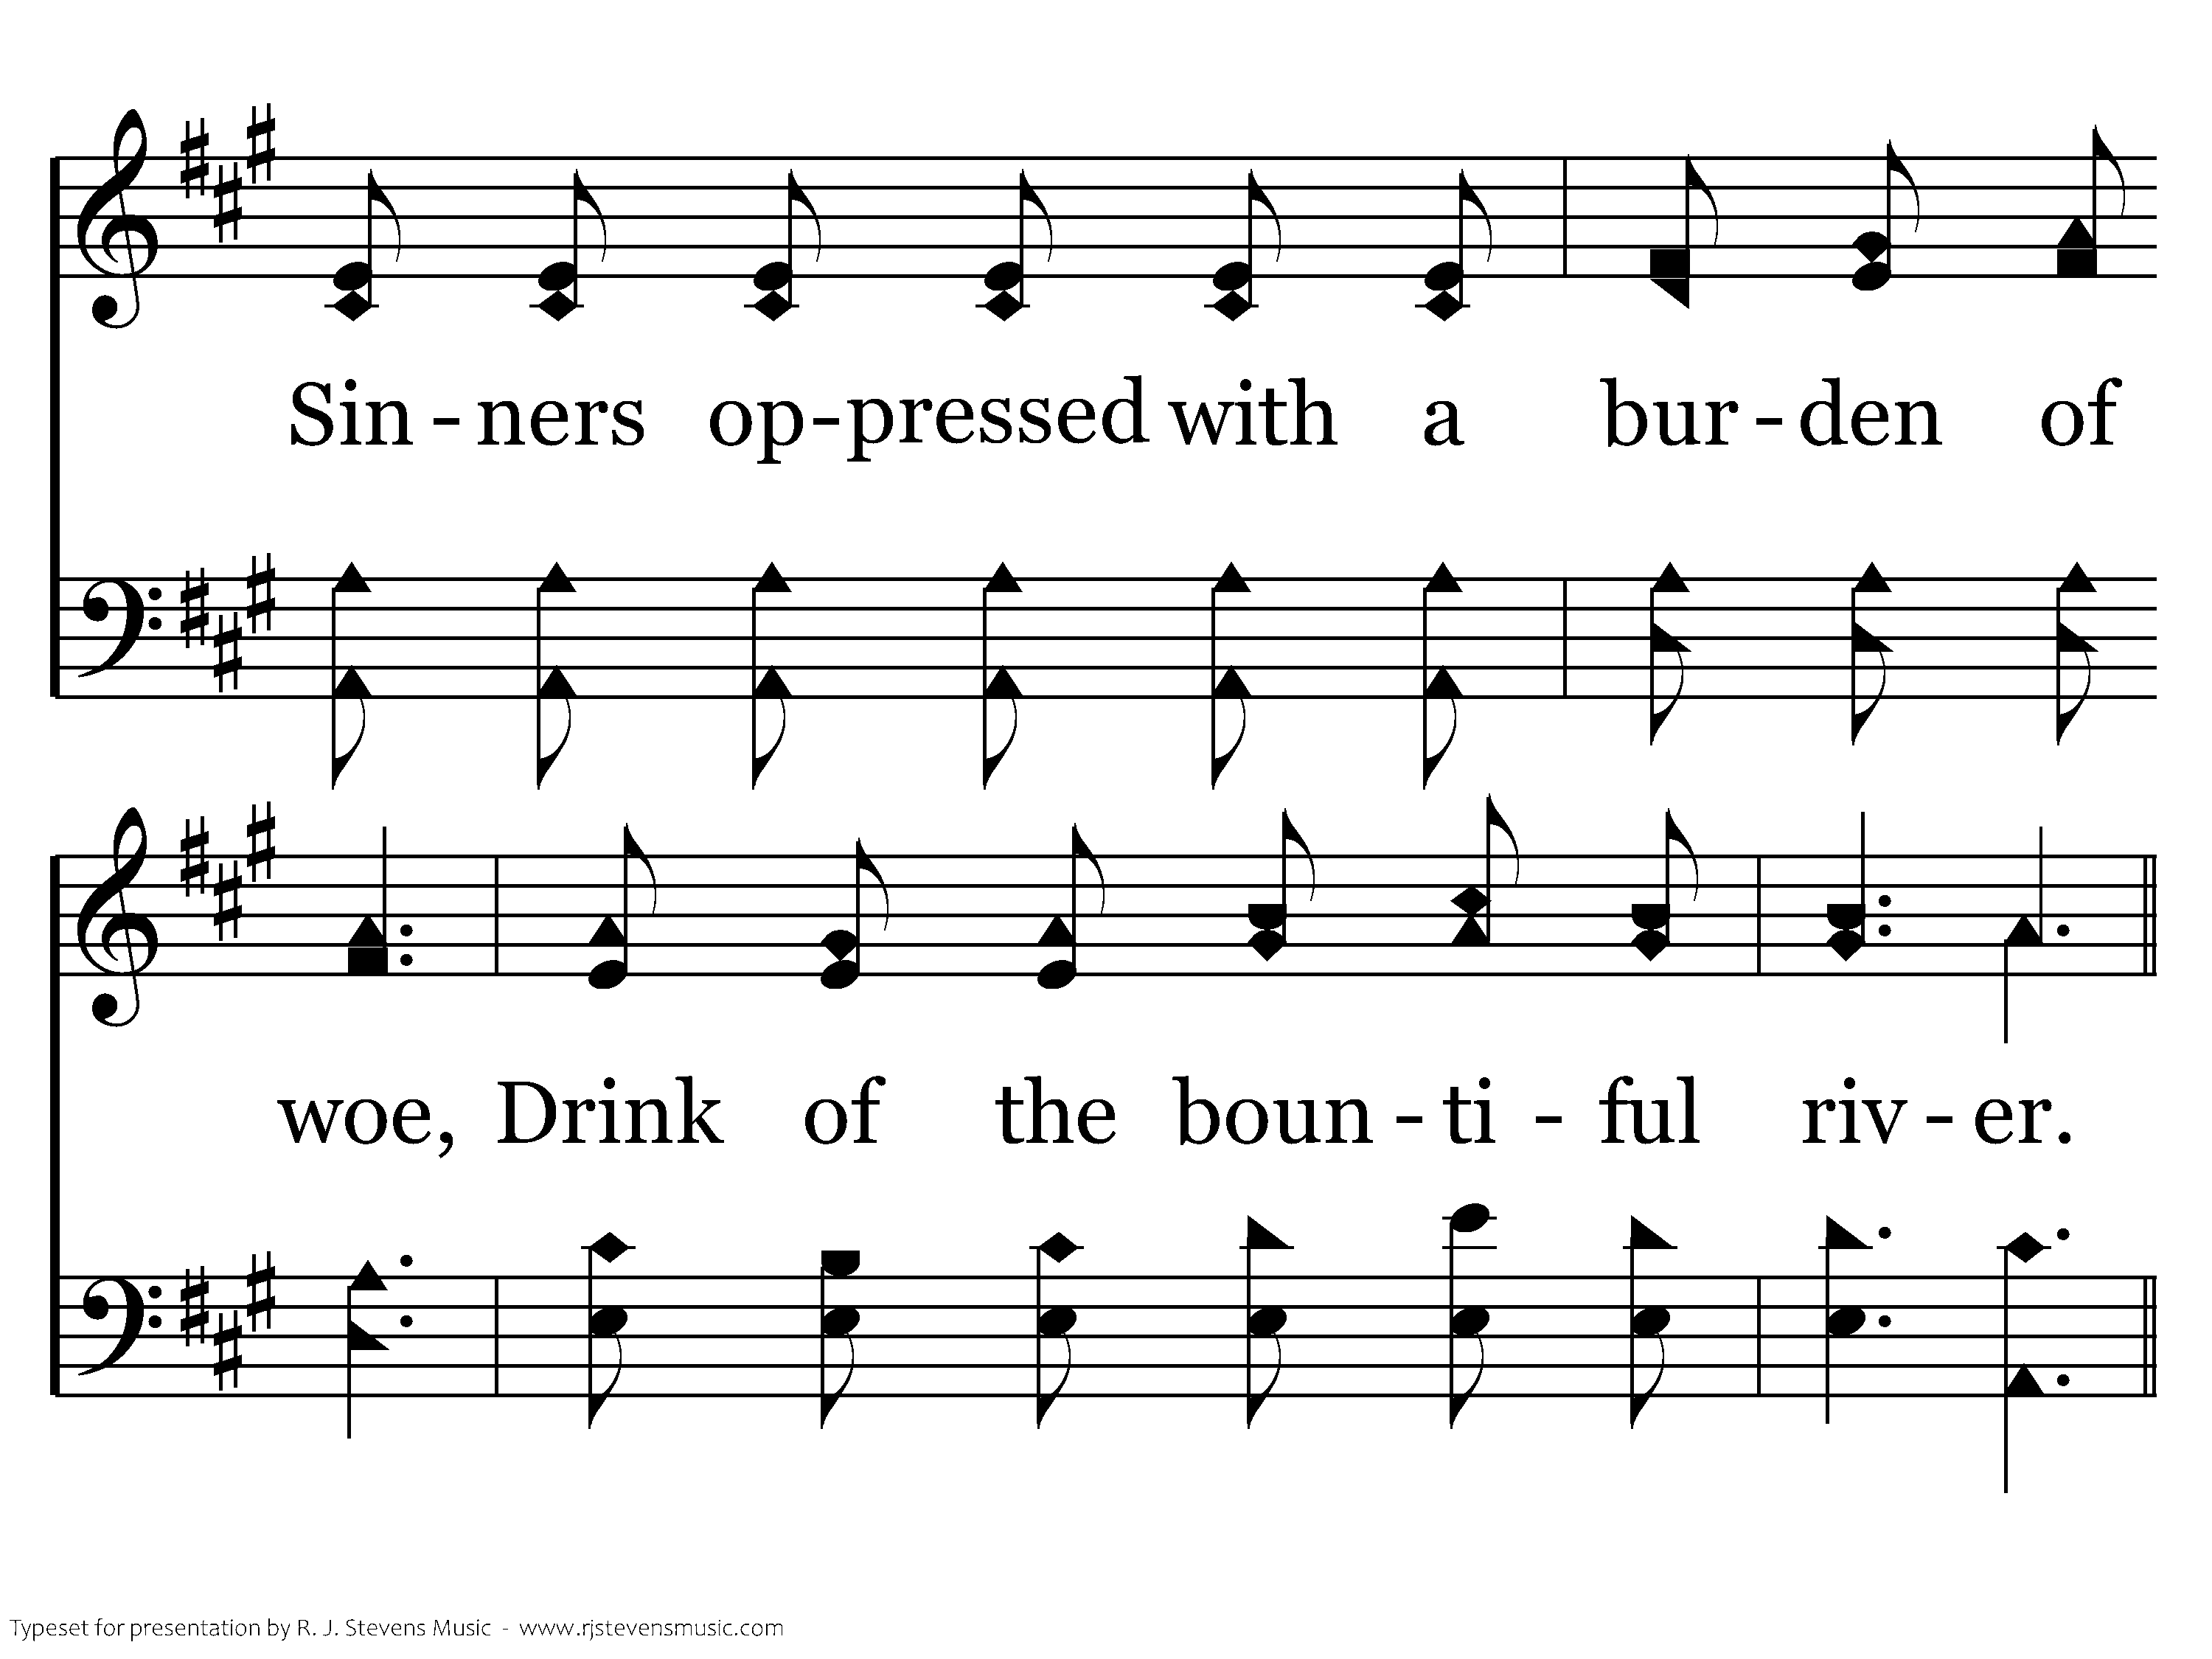 Sin - ners op-pressed with a bur - den of
woe, Drink of the boun - ti - ful riv - er.
Typeset for presentation by R. J. Stevens Music - www.rjstevensmusic.com